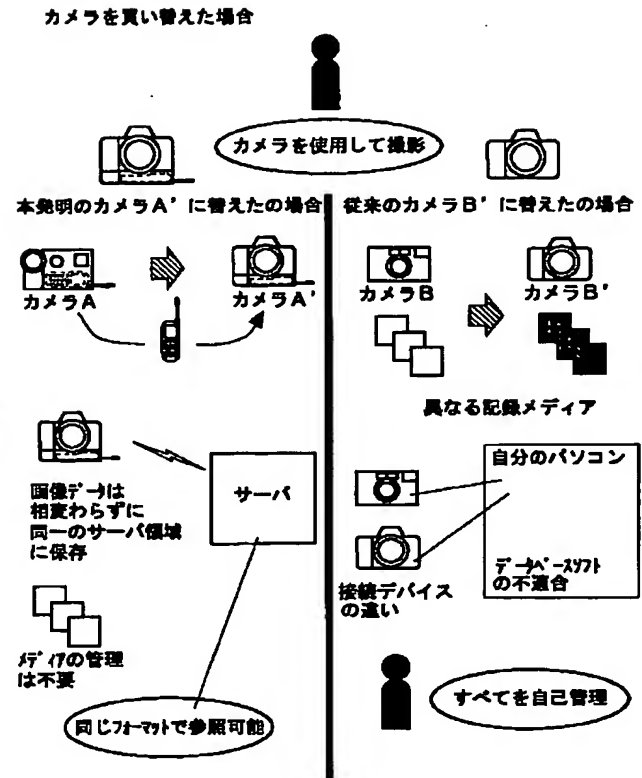 カメラを買い替えた場合
カメラを使用して撮影
本発明のカメラA'に替えたの場合
カメラA
カメラA'
画像データは
相変わらずに
同一のサーバ領域
に保存
サーバ
メディアの管理
は不要
同じフォーマットで参照可能
従来のカメラB'に替えたの場合
カメラB
カメラB'
異なる記録メディア
自分のパソコン
データベースソフト
の不適合
接続デバイス
の違い
すべてを自己管理